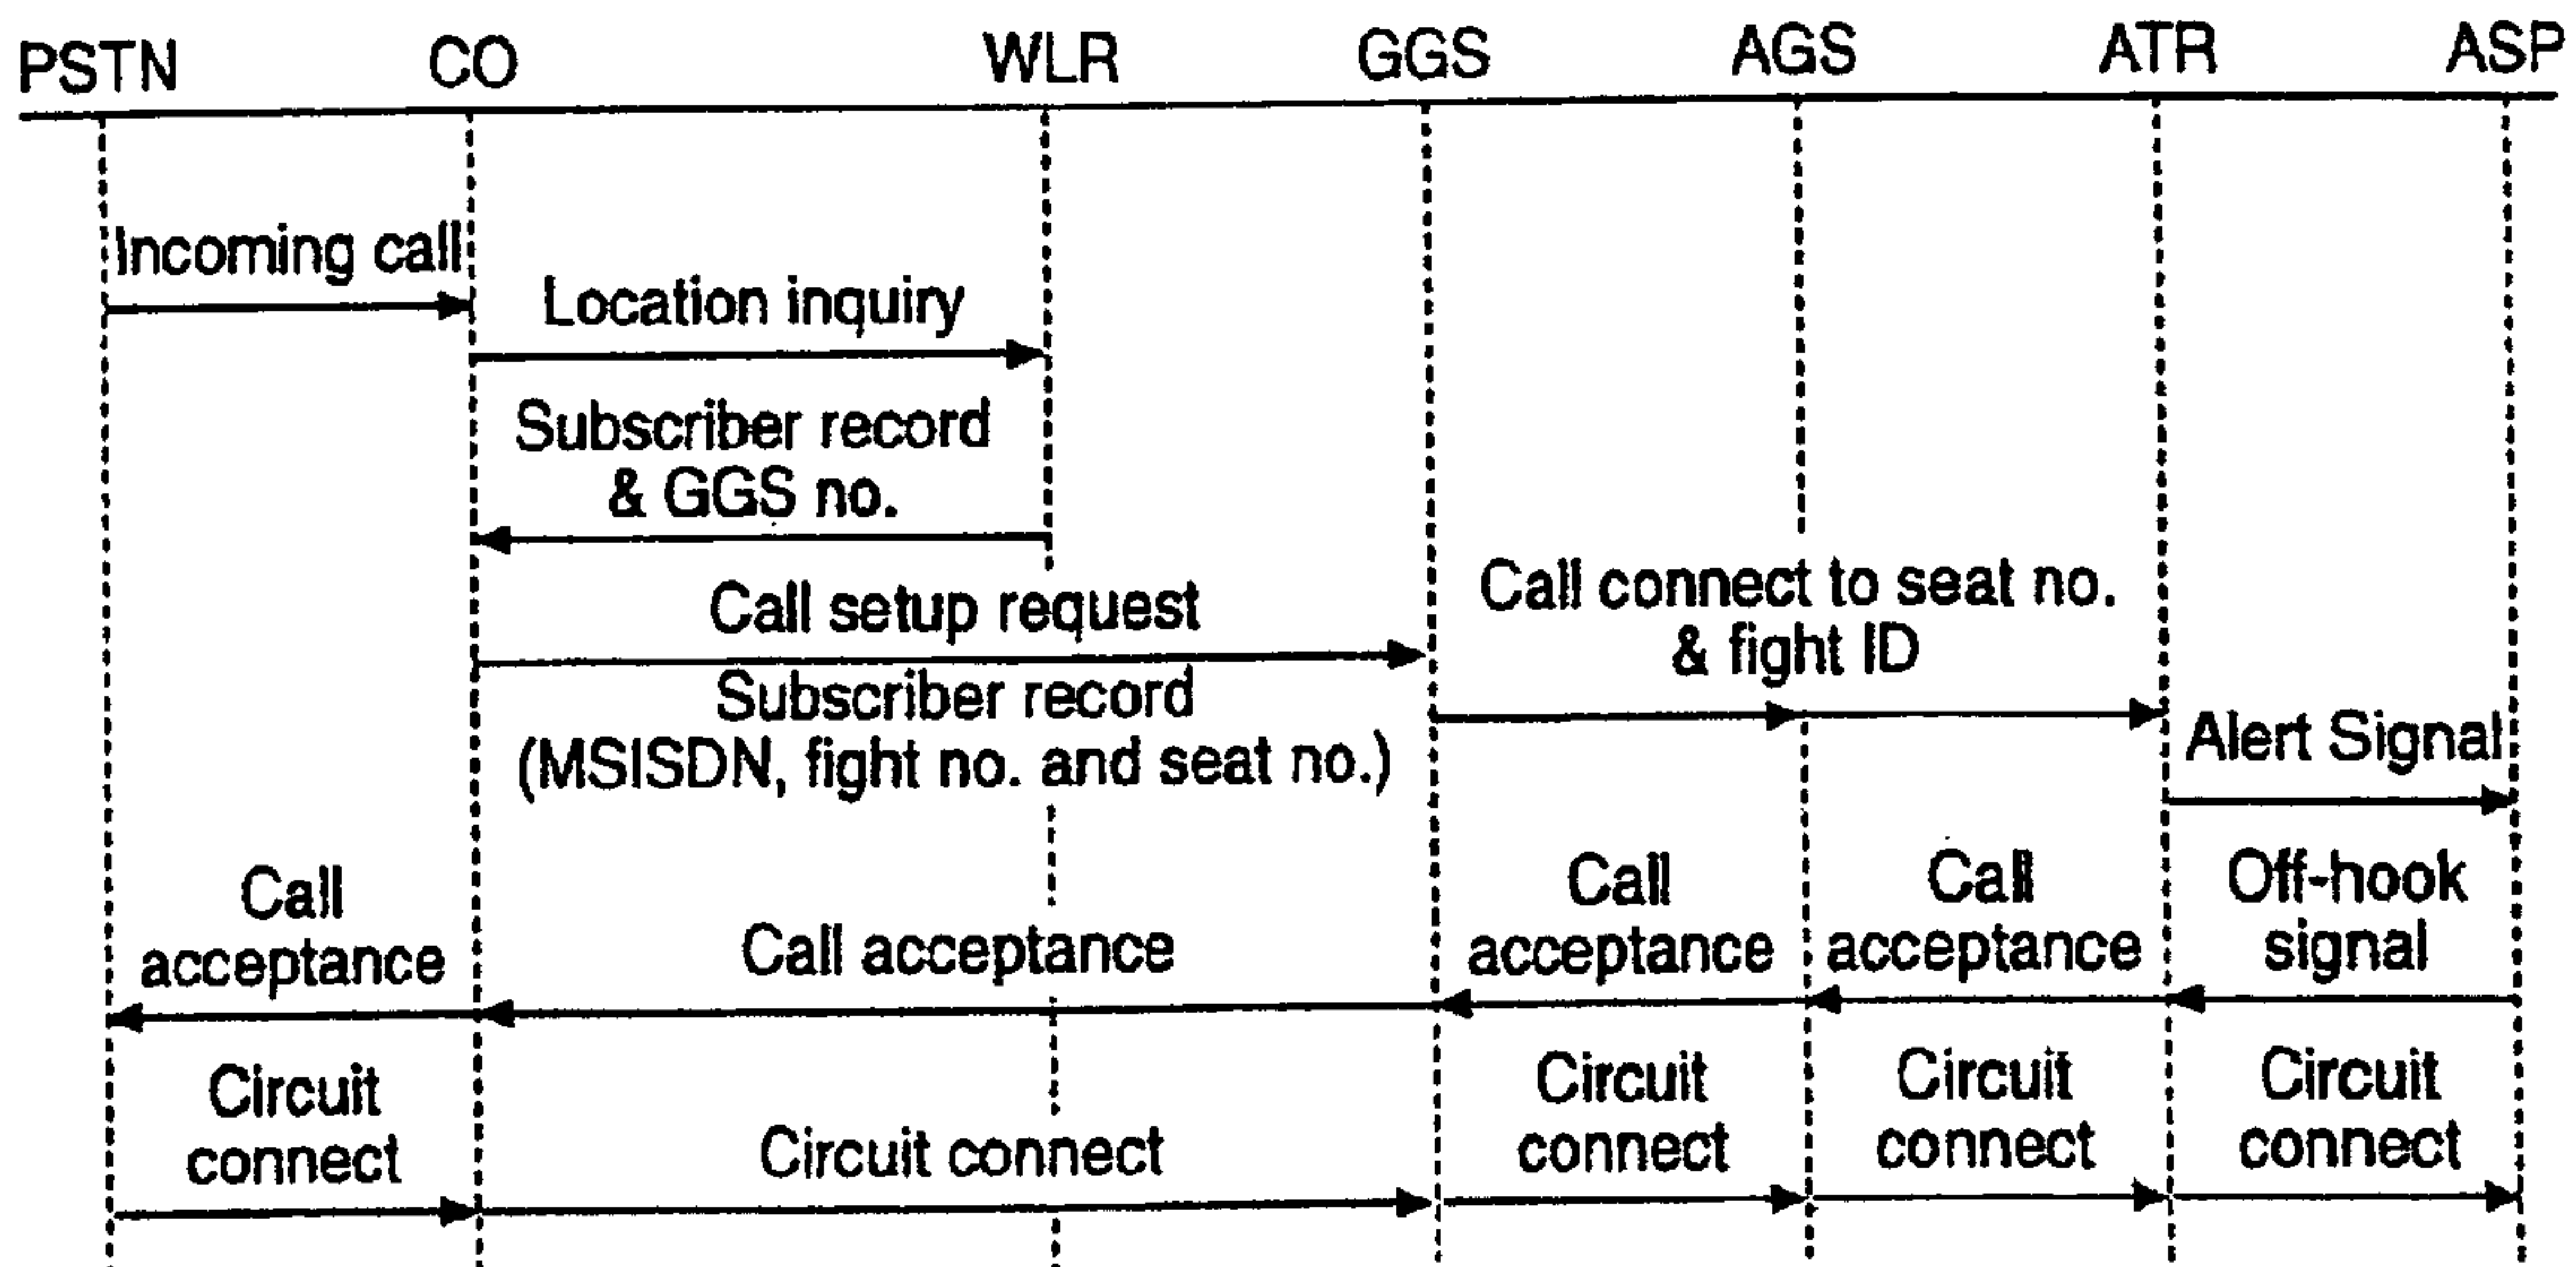 PSTN CO WLR GGS AGS ATR ASP
Incoming call
Location inquiry
Subscriber record
& GGS no.
Call setup request
Subscriber record
(MSISDN, fight no. and seat no.)
Call connect to seat no.
& fight ID
Alert Signal
Call
acceptance
Call acceptance
Call
acceptance
Call
acceptance
Off-hook
signal
Circuit
connect
Circuit connect
Circuit
connect
Circuit
connect
Circuit
connect